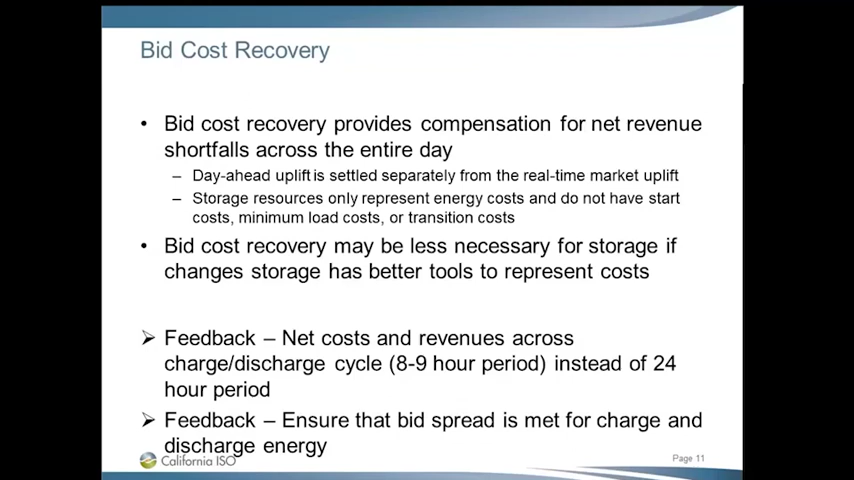 Bid Cost Recovery
• Bid cost recovery provides compensation for net revenue
shortfalls across the entire day
– Day-ahead uplift is settled separately from the real-time market uplift
– Storage resources only represent energy costs and do not have start
costs, minimum load costs, or transition costs
• Bid cost recovery may be less necessary for storage if
changes storage has better tools to represent costs
➢ Feedback – Net costs and revenues across
charge/discharge cycle (8-9 hour period) instead of 24
hour period
➢ Feedback – Ensure that bid spread is met for charge and
discharge energy
California ISO
Page 11